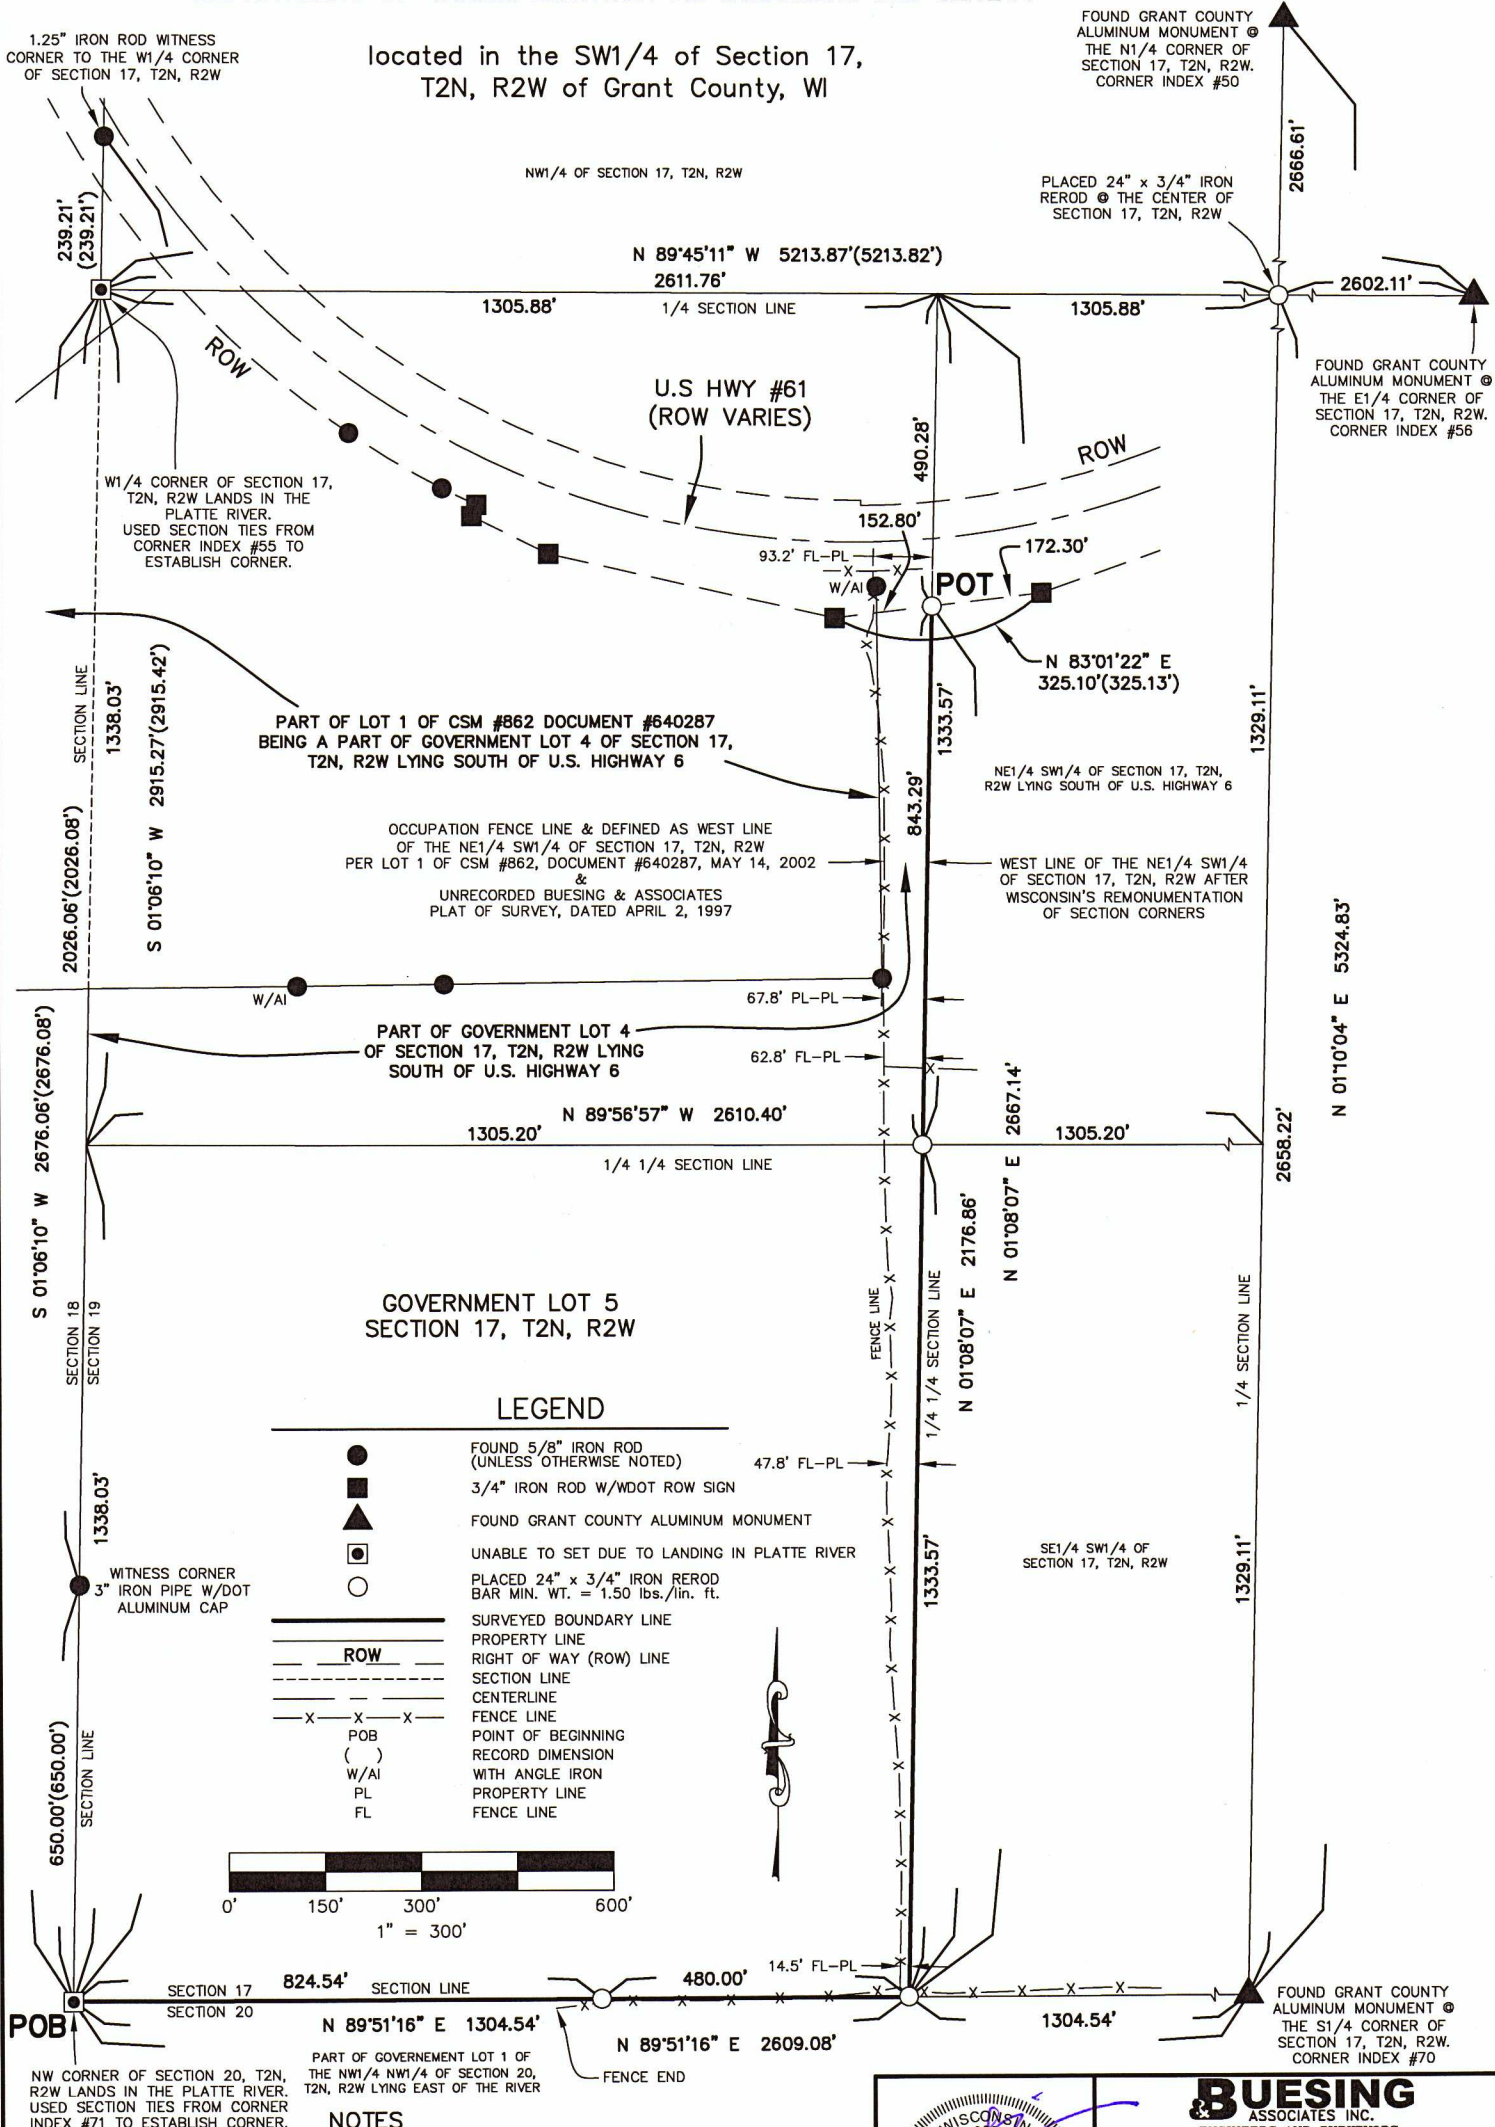 1.25" IRON ROD WITNESS
CORNER TO THE W1/4 CORNER
OF SECTION 17, T2N, R2W
located in the SW1/4 of Section 17,
T2N, R2W of Grant County, WI
FOUND GRANT COUNTY
ALUMINUM MONUMENT @
THE N1/4 CORNER OF
SECTION 17, T2N, R2W.
CORNER INDEX #50
2666.61'
NW1/4 OF SECTION 17, T2N, R2W
PLACED 24" x 3/4" IRON
REROD @ THE CENTER OF
SECTION 17, T2N, R2W
239.21'
(239.21')
N 89°45'11" W 5213.87'(5213.82')
2611.76'
1305.88'
1/4 SECTION LINE
1305.88'
2602.11'
FOUND GRANT COUNTY
ALUMINUM MONUMENT @
THE E1/4 CORNER OF
SECTION 17, T2N, R2W.
CORNER INDEX #56
ROW
U.S HWY #61
(ROW VARIES)
490.28'
ROW
W1/4 CORNER OF SECTION 17,
T2N, R2W LANDS IN THE
PLATTE RIVER.
USED SECTION TIES FROM
CORNER INDEX #55 TO
ESTABLISH CORNER.
152.80'
93.2' FL-PL
172.30'
W/AI
POT
N 83°01'22" E
325.10'(325.13')
SECTION LINE
1338.03'
S 01°06'10" W 2915.27'(2915.42')
PART OF LOT 1 OF CSM #862 DOCUMENT #640287
BEING A PART OF GOVERNMENT LOT 4 OF SECTION 17,
T2N, R2W LYING SOUTH OF U.S. HIGHWAY 6
1333.57'
1329.11'
NE1/4 SW1/4 OF SECTION 17, T2N,
R2W LYING SOUTH OF U.S. HIGHWAY 6
843.29'
OCCUPATION FENCE LINE & DEFINED AS WEST LINE
OF THE NE1/4 SW1/4 OF SECTION 17, T2N, R2W
PER LOT 1 OF CSM #862, DOCUMENT #640287, MAY 14, 2002
&
UNRECORDED BUESING & ASSOCIATES
PLAT OF SURVEY, DATED APRIL 2, 1997
WEST LINE OF THE NE1/4 SW1/4
OF SECTION 17, T2N, R2W AFTER
WISCONSIN'S REMONUMENTATION
OF SECTION CORNERS
2026.06'(2026.08')
N 01°10'04" E 5324.83'
W/AI
67.8' PL-PL
PART OF GOVERNMENT LOT 4
OF SECTION 17, T2N, R2W LYING
SOUTH OF U.S. HIGHWAY 6
62.8' FL-PL
S 01°06'10" W 2676.06'(2676.08')
N 89°56'57" W 2610.40'
1305.20'
1/4 1/4 SECTION LINE
1305.20'
N 01°08'07" E 2667.14'
2658.22'
N 01°08'07" E 2176.86'
GOVERNMENT LOT 5
SECTION 17, T2N, R2W
SECTION 18
SECTION 19
FENCE LINE
1/4 1/4 SECTION LINE
1/4 SECTION LINE
LEGEND
FOUND 5/8" IRON ROD
(UNLESS OTHERWISE NOTED)
3/4" IRON ROD W/WDOT ROW SIGN
FOUND GRANT COUNTY ALUMINUM MONUMENT
UNABLE TO SET DUE TO LANDING IN PLATTE RIVER
PLACED 24" x 3/4" IRON REROD
BAR MIN. WT. = 1.50 lbs./lin. ft.
SURVEYED BOUNDARY LINE
PROPERTY LINE
ROW RIGHT OF WAY (ROW) LINE
SECTION LINE
CENTERLINE
X X X FENCE LINE
POB POINT OF BEGINNING
( ) RECORD DIMENSION
W/AI WITH ANGLE IRON
PL PROPERTY LINE
FL FENCE LINE
47.8' FL-PL
1338.03'
WITNESS CORNER
3" IRON PIPE W/DOT
ALUMINUM CAP
1333.57'
SE1/4 SW1/4 OF
SECTION 17, T2N, R2W
1329.11'
650.00'(650.00')
SECTION LINE
0' 150' 300' 600'
1" = 300'
14.5' FL-PL
SECTION 17
SECTION 20
824.54'
SECTION LINE
480.00'
POB
N 89°51'16" E 1304.54'
N 89°51'16" E 2609.08'
1304.54'
FOUND GRANT COUNTY
ALUMINUM MONUMENT @
THE S1/4 CORNER OF
SECTION 17, T2N, R2W.
CORNER INDEX #70
PART OF GOVERNEMENT LOT 1 OF
THE NW1/4 NW1/4 OF SECTION 20,
T2N, R2W LYING EAST OF THE RIVER
FENCE END
NW CORNER OF SECTION 20, T2N,
R2W LANDS IN THE PLATTE RIVER.
USED SECTION TIES FROM CORNER
INDEX #71 TO ESTABLISH CORNER.
NOTES
WISCONSIN
BUESING
& ASSOCIATES INC.